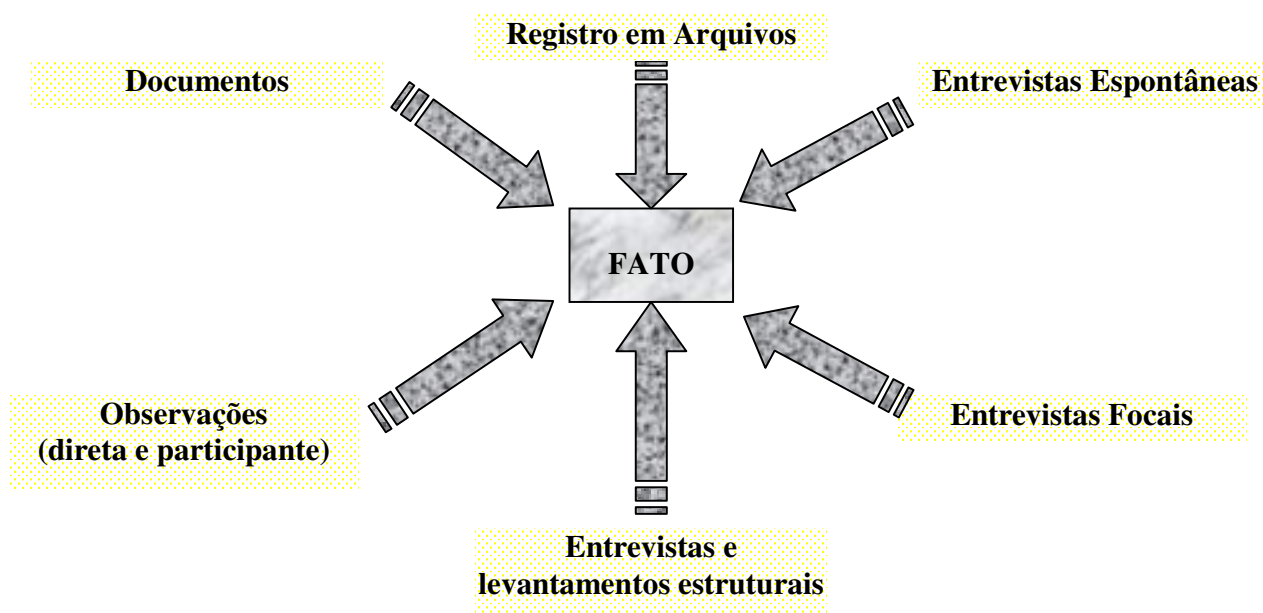 Registro em Arquivos
Documentos
Entrevistas Espontâneas
FATO
Observações
(direta e participante)
Entrevistas Focais
Entrevistas e
levantamentos estruturais